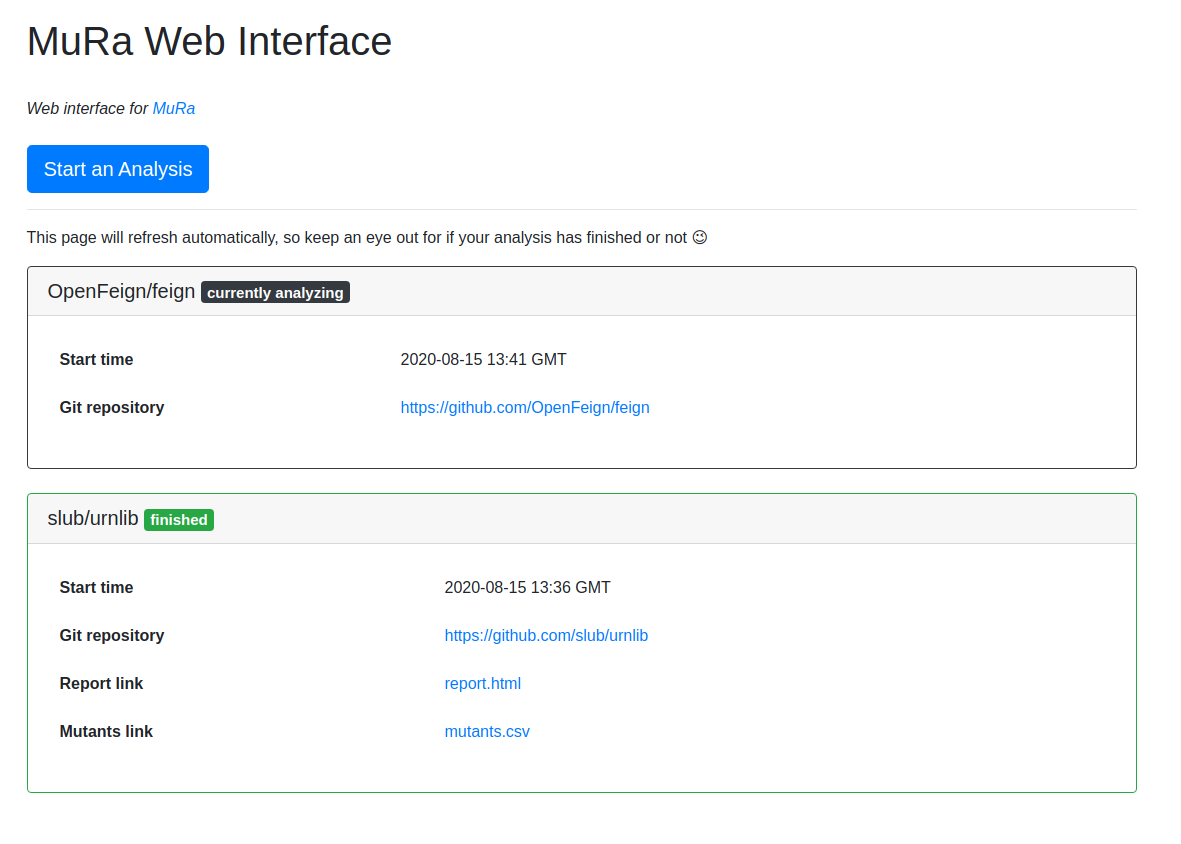 MuRa Web Interface
Web interface for MuRa
Start an Analysis
This page will refresh automatically, so keep an eye out for if your analysis has finished or not 😉
OpenFeign/feign currently analyzing
Start time 2020-08-15 13:41 GMT
Git repository https://github.com/OpenFeign/feign
slub/urnlib finished
Start time 2020-08-15 13:36 GMT
Git repository https://github.com/slub/urnlib
Report link report.html
Mutants link mutants.csv